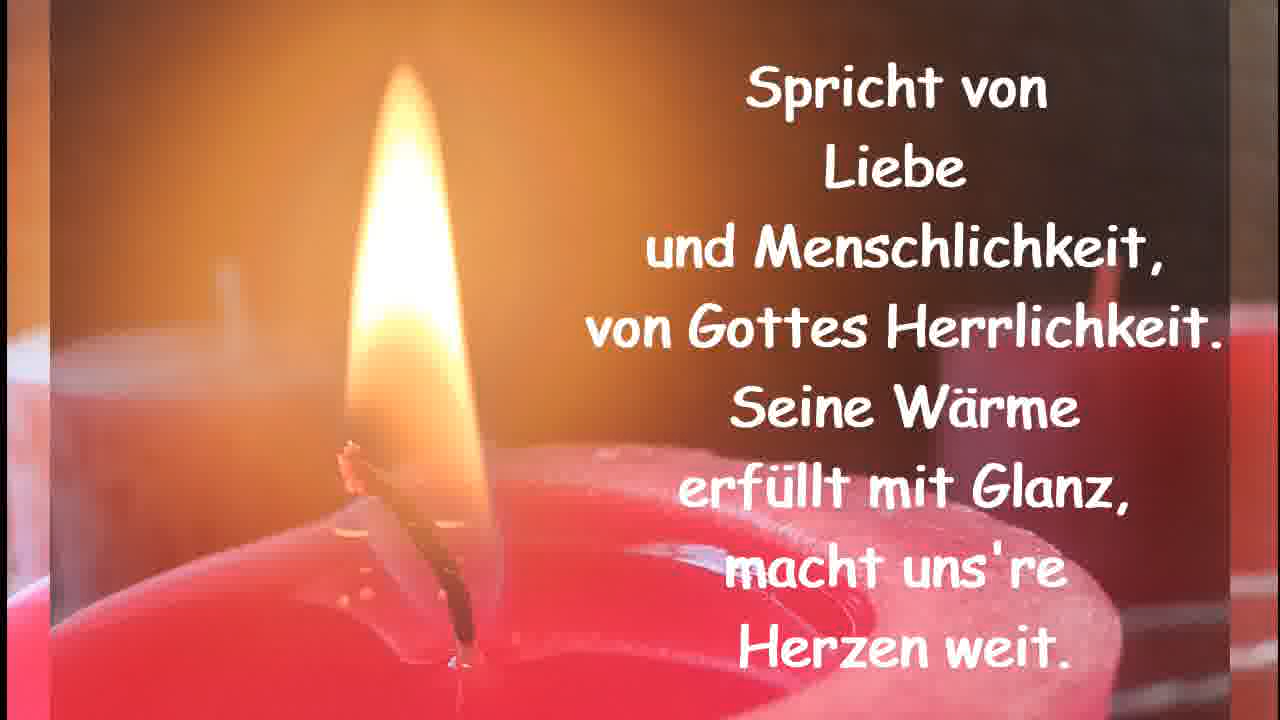 Spricht von
Liebe
und Menschlichkeit,
von Gottes Herrlichkeit.
Seine Wärme
erfüllt mit Glanz,
macht uns're
Herzen weit.